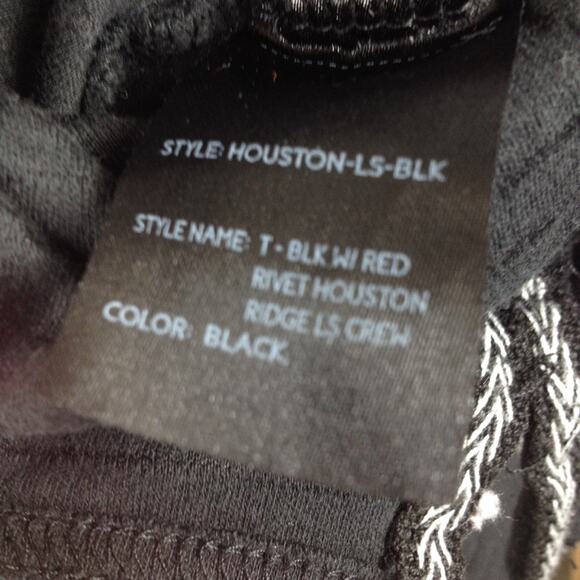 STYLE: HOUSTON-LS-BLK
STYLE NAME: T - BLK W/ RED
RIVET HOUSTON
RIDGE LS CREW
COLOR: BLACK